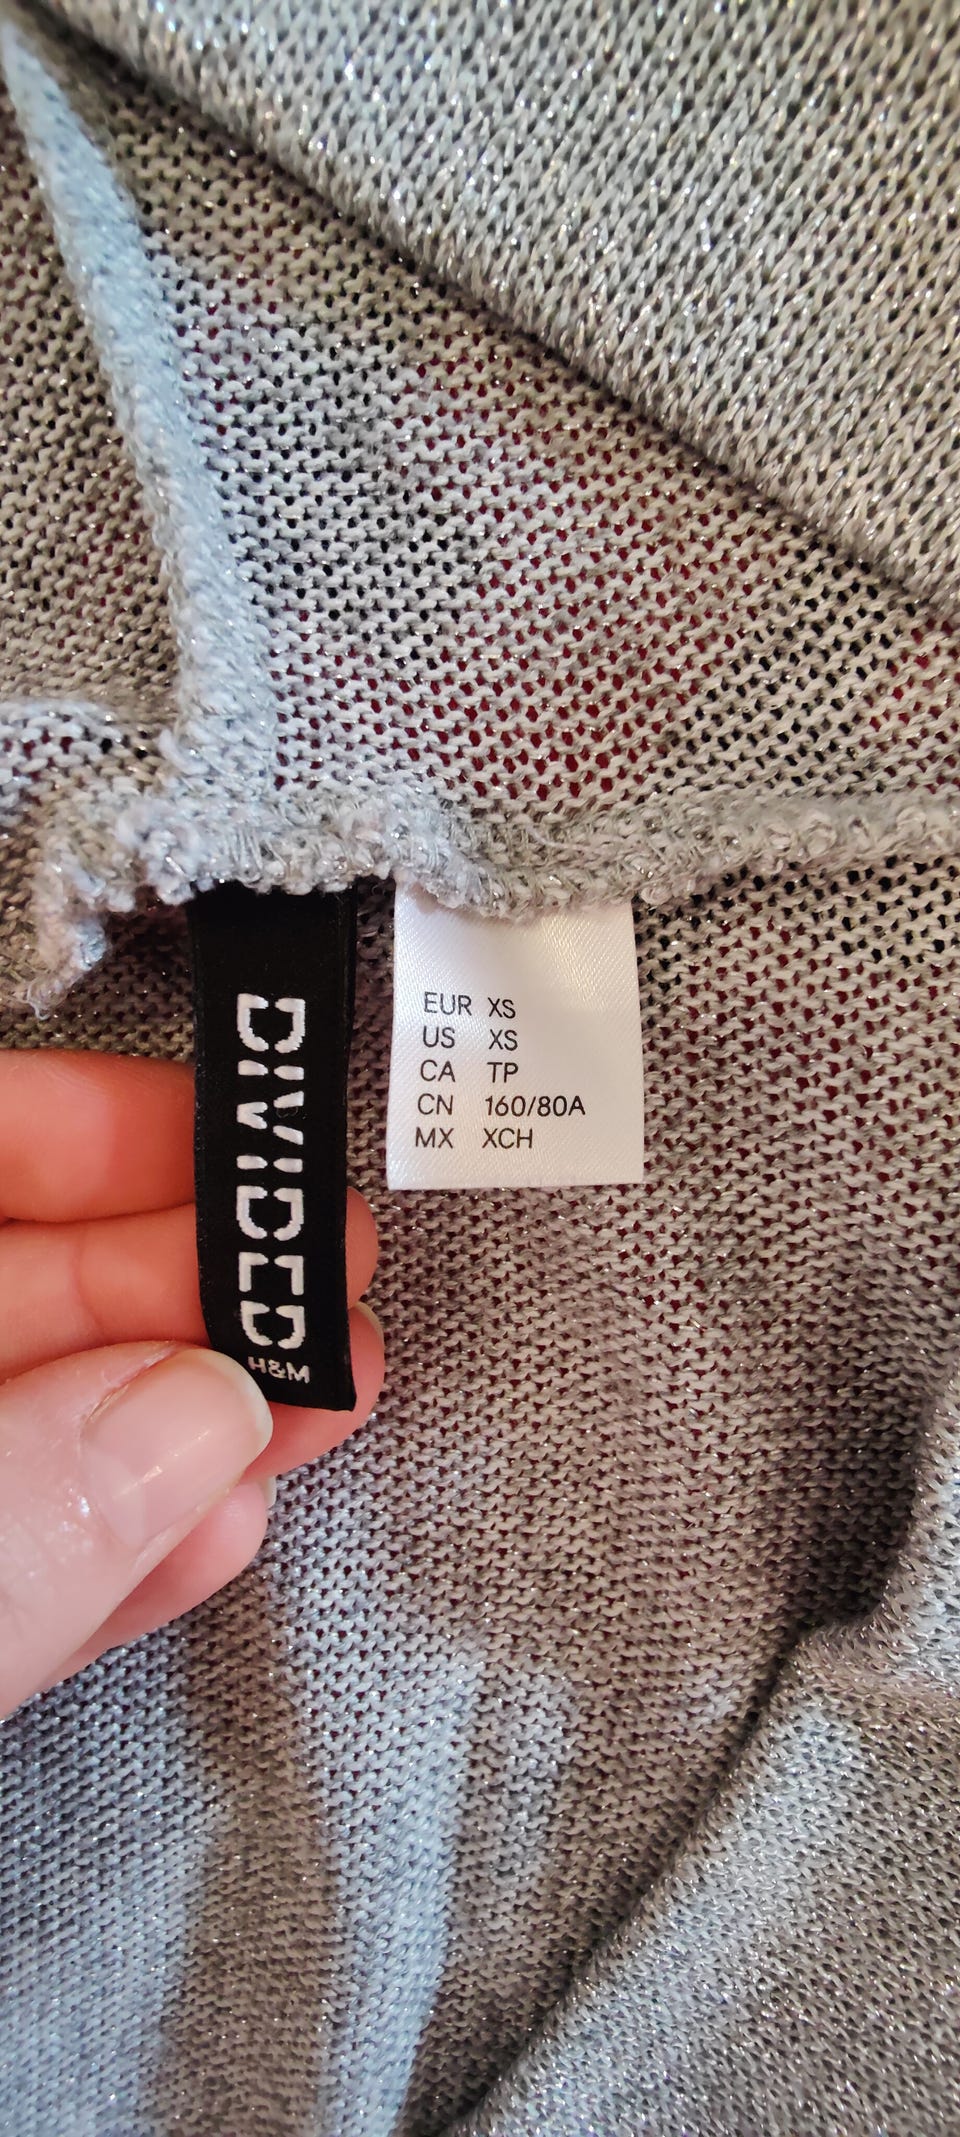 DIVIDED
H&M
EUR XS
US XS
CA TP
CN 160/80A
MX XCH